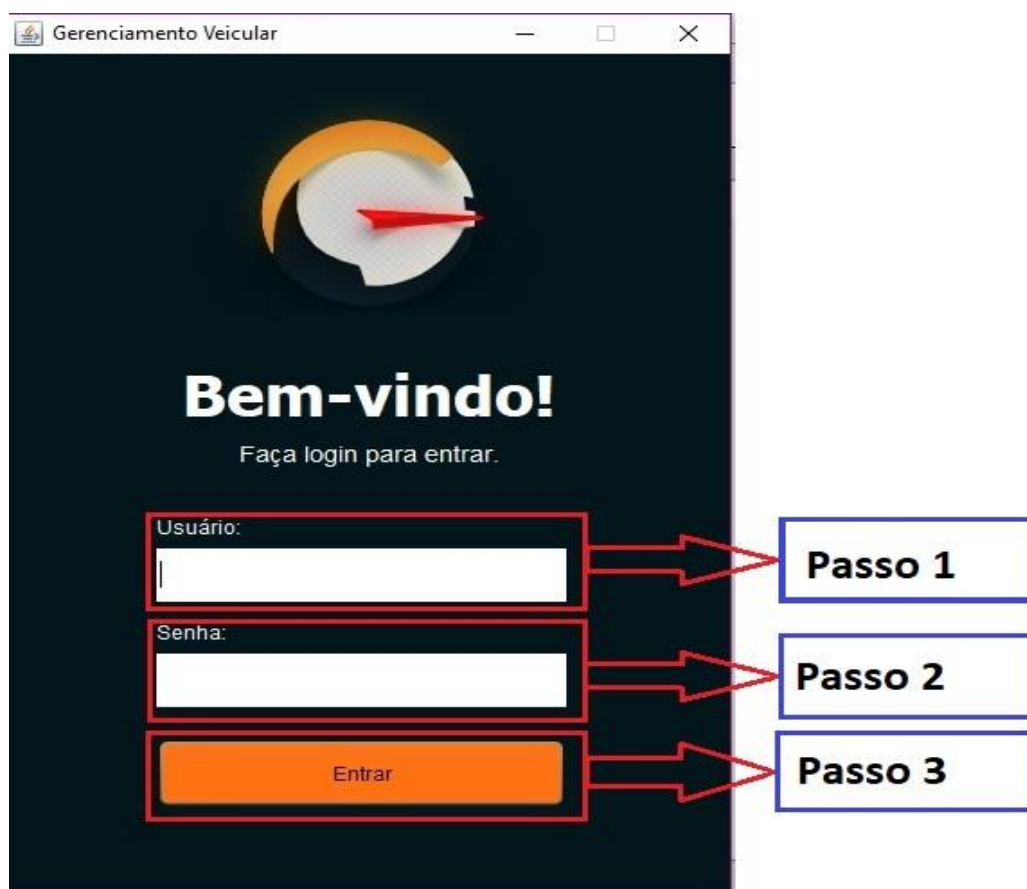 Gerenciamento Veicular
Bem-vindo!
Faça login para entrar.
Usuário:
Passo 1
Senha:
Passo 2
Entrar
Passo 3